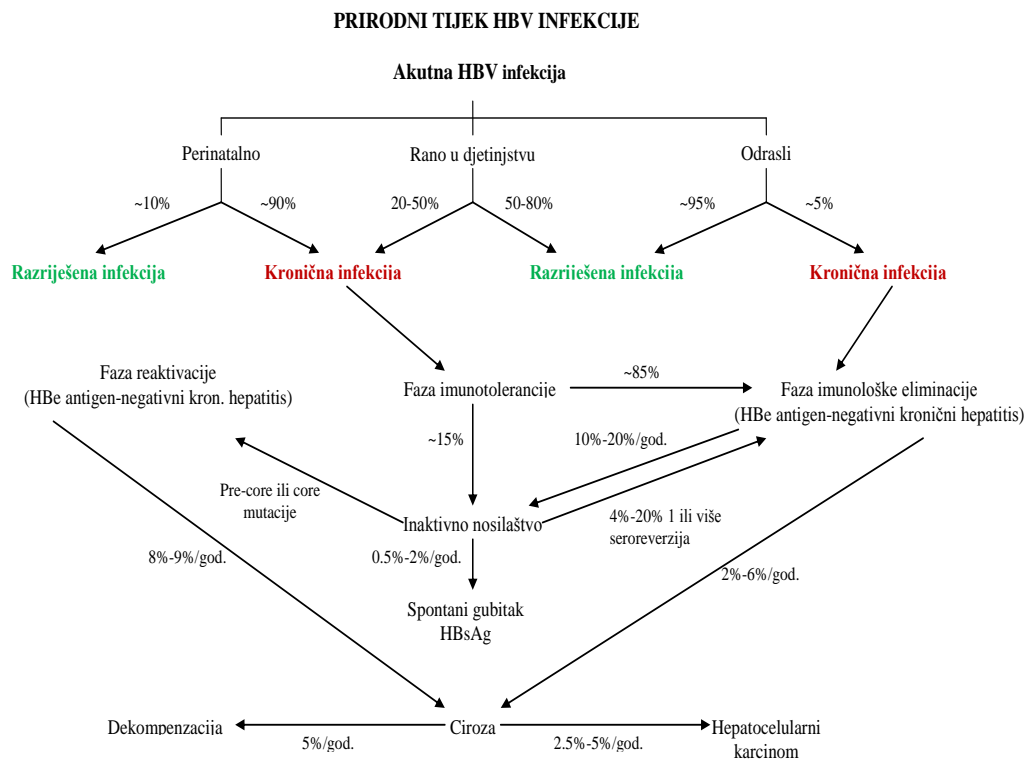 PRIRODNI TIJEK HBV INFEKCIJE
Akutna HBV infekcija
Perinatalno
Rano u djetinjstvu
Odrasli
~10%
~90%
20-50%
50-80%
~95%
~5%
Razriješena infekcija
Kronična infekcija
Razriješena infekcija
Kronična infekcija
Faza reaktivacije
(HBe antigen-negativni kron. hepatitis)
Faza imunotolerancije
~85%
Faza imunološke eliminacije
(HBe antigen-negativni kronični hepatitis)
~15%
10%-20%/god.
Pre-core ili core
mutacije
Inaktivno nosilaštvo
4%-20% 1 ili više
seroreverzija
8%-9%/god.
0.5%-2%/god.
2%-6%/god.
Spontani gubitak
HBsAg
Dekompenzacija
5%/god.
Ciroza
2.5%-5%/god.
Hepatocelularni
karcinom